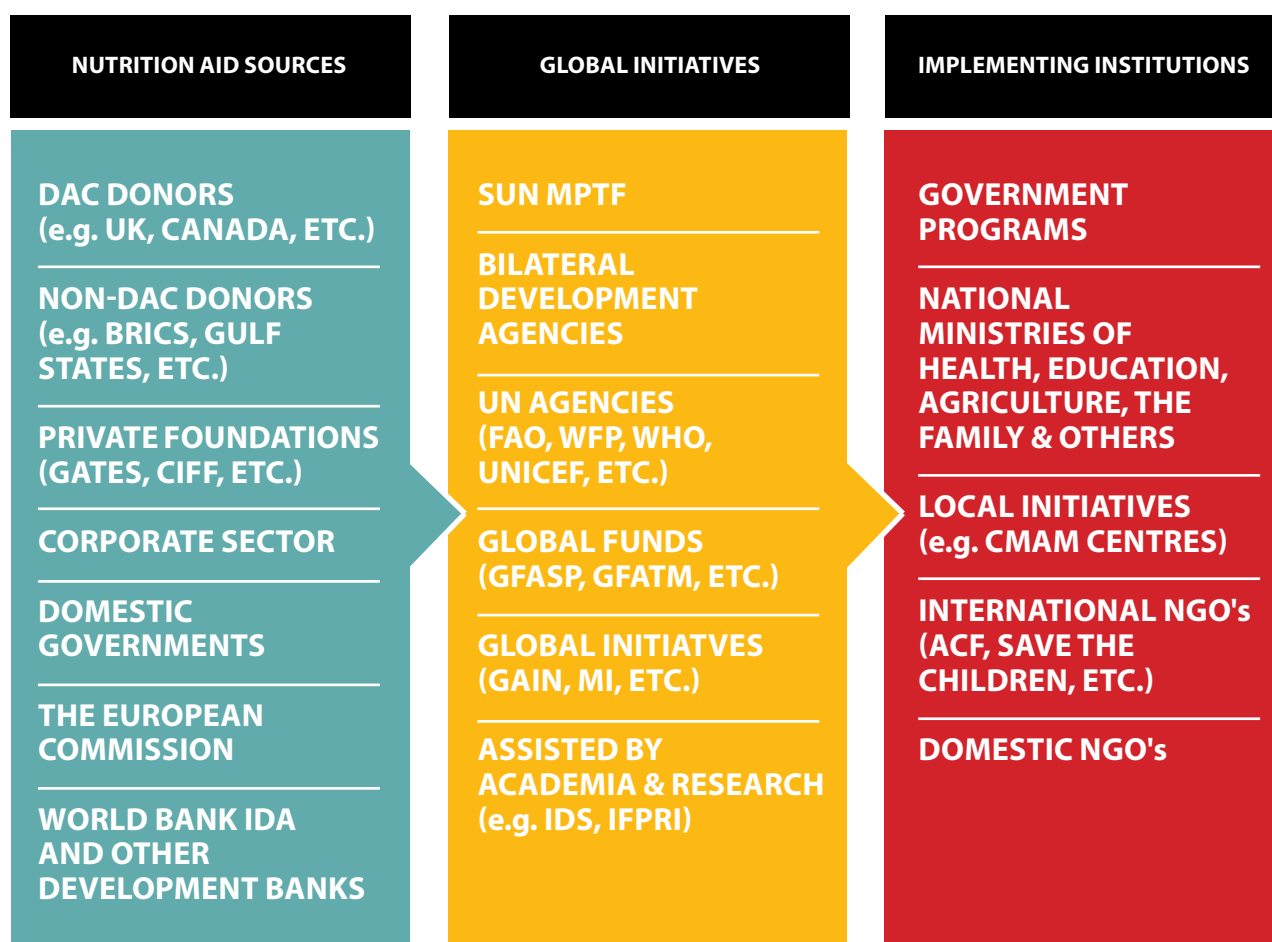 NUTRITION AID SOURCES
DAC DONORS
(e.g. UK, CANADA, ETC.)
NON-DAC DONORS
(e.g. BRICS, GULF
STATES, ETC.)
PRIVATE FOUNDATIONS
(GATES, CIFF, ETC.)
CORPORATE SECTOR
DOMESTIC
GOVERNMENTS
THE EUROPEAN
COMMISSION
WORLD BANK IDA
AND OTHER
DEVELOPMENT BANKS
GLOBAL INITIATIVES
SUN MPTF
BILATERAL
DEVELOPMENT
AGENCIES
UN AGENCIES
(FAO, WFP, WHO,
UNICEF, ETC.)
GLOBAL FUNDS
(GFASP, GFATM, ETC.)
GLOBAL INITIATVES
(GAIN, MI, ETC.)
ASSISTED BY
ACADEMIA & RESEARCH
(e.g. IDS, IFPRI)
IMPLEMENTING INSTITUTIONS
GOVERNMENT
PROGRAMS
NATIONAL
MINISTRIES OF
HEALTH, EDUCATION,
AGRICULTURE, THE
FAMILY & OTHERS
LOCAL INITIATIVES
(e.g. CMAM CENTRES)
INTERNATIONAL NGO's
(ACF, SAVE THE
CHILDREN, ETC.)
DOMESTIC NGO's